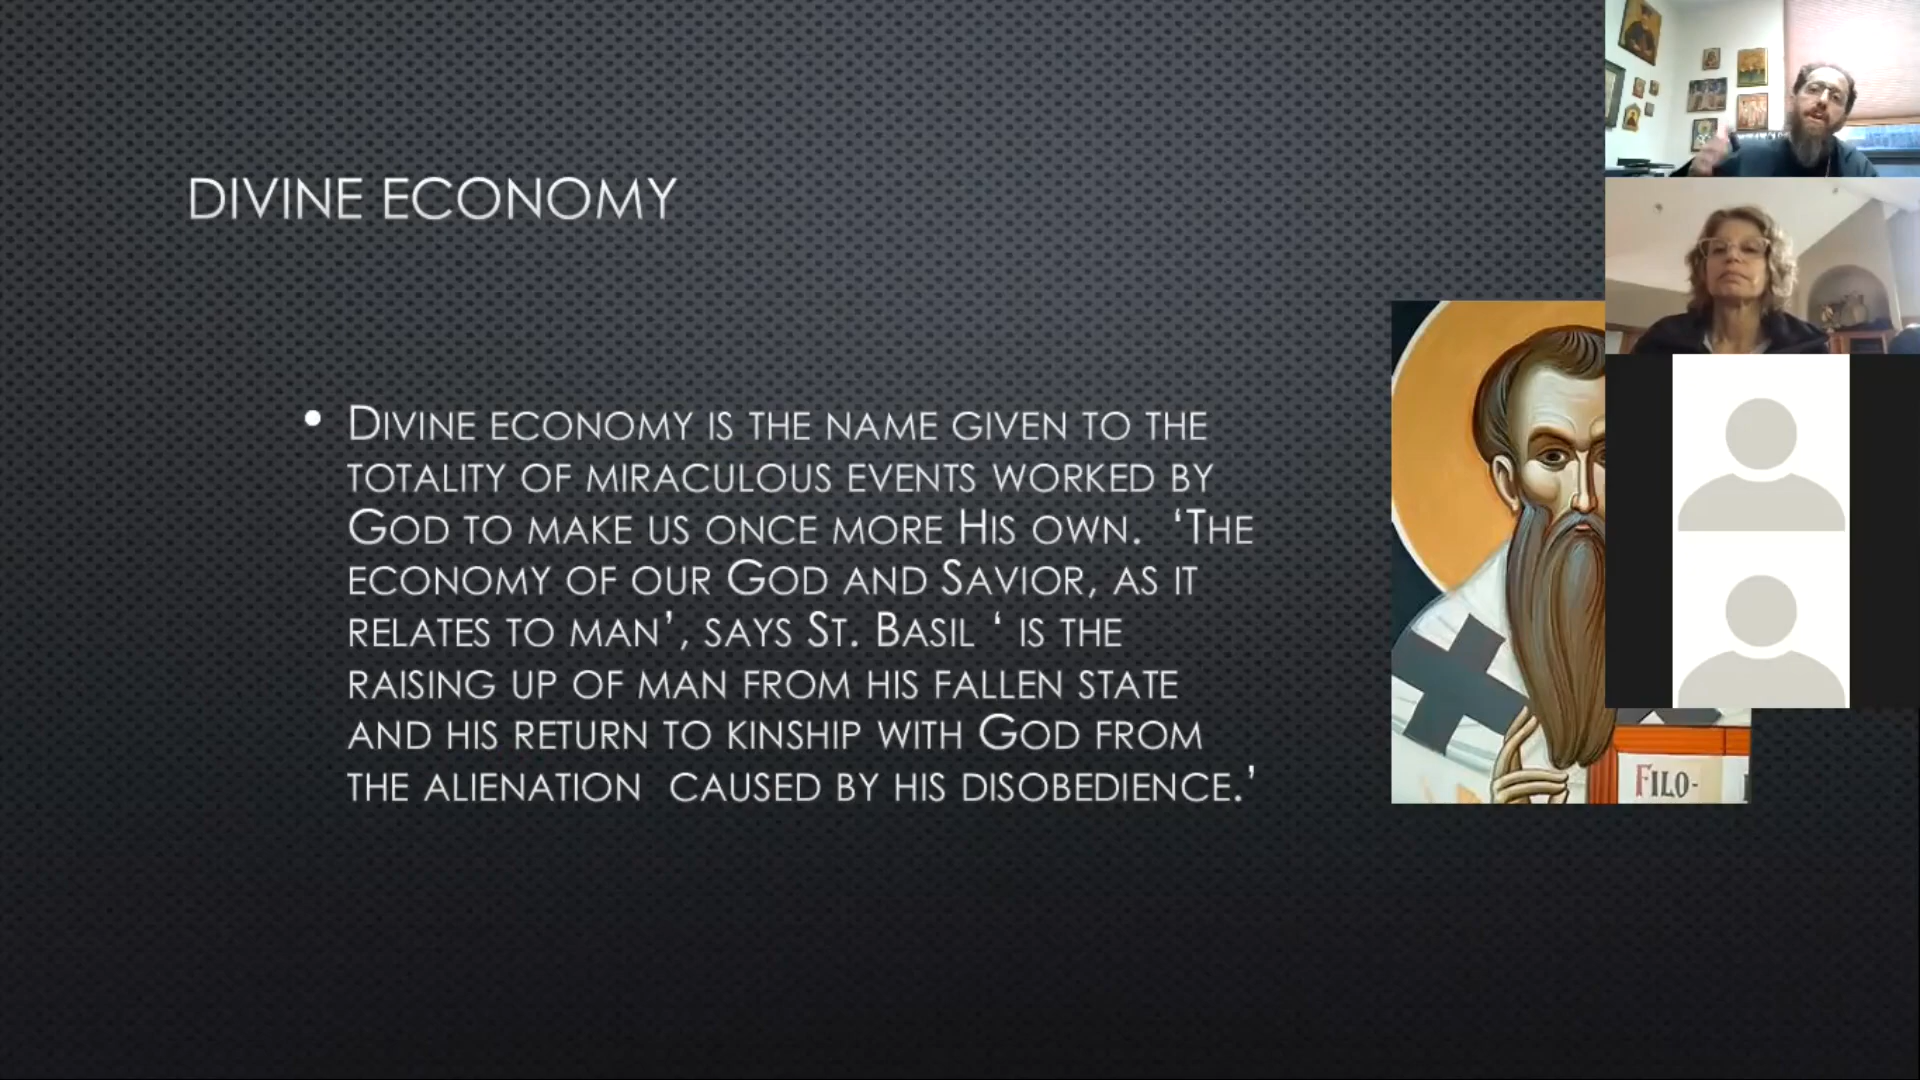 DIVINE ECONOMY
• DIVINE ECONOMY IS THE NAME GIVEN TO THE
TOTALITY OF MIRACULOUS EVENTS WORKED BY
GOD TO MAKE US ONCE MORE HIS OWN. ‘THE
ECONOMY OF OUR GOD AND SAVIOR, AS IT
RELATES TO MAN’, SAYS ST. BASIL ‘ IS THE
RAISING UP OF MAN FROM HIS FALLEN STATE
AND HIS RETURN TO KINSHIP WITH GOD FROM
THE ALIENATION CAUSED BY HIS DISOBEDIENCE.’
FILO-